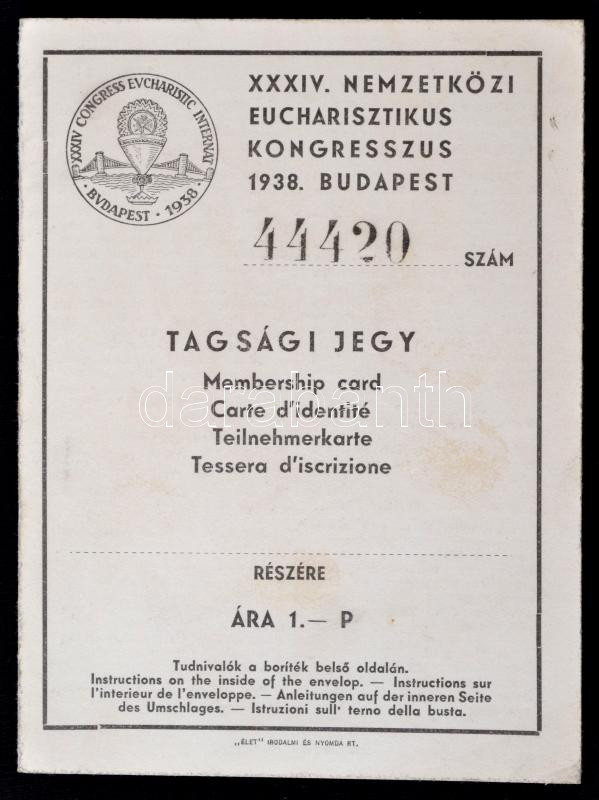 XXXIV CONGRESS EVCHARISTIC INTERNAT
· BVDAPEST · 1938 ·
XXXIV. NEMZETKÖZI
EUCHARISZTIKUS
KONGRESSZUS
1938. BUDAPEST
44420 SZÁM
TAGSÁGI JEGY
Membership card
Carte d'identité
darabanth
Teilnehmerkarte
Tessera d'iscrizione
RÉSZÉRE
ÁRA 1.— P
Tudnivalók a boríték belső oldalán.
Instructions on the inside of the envelop. — Instructions sur
l'interieur de l'enveloppe. — Anleitungen auf der inneren Seite
des Umschlages. — Istruzioni sull' terno della busta.
„ÉLET" IRODALMI ÉS NYOMDA RT.